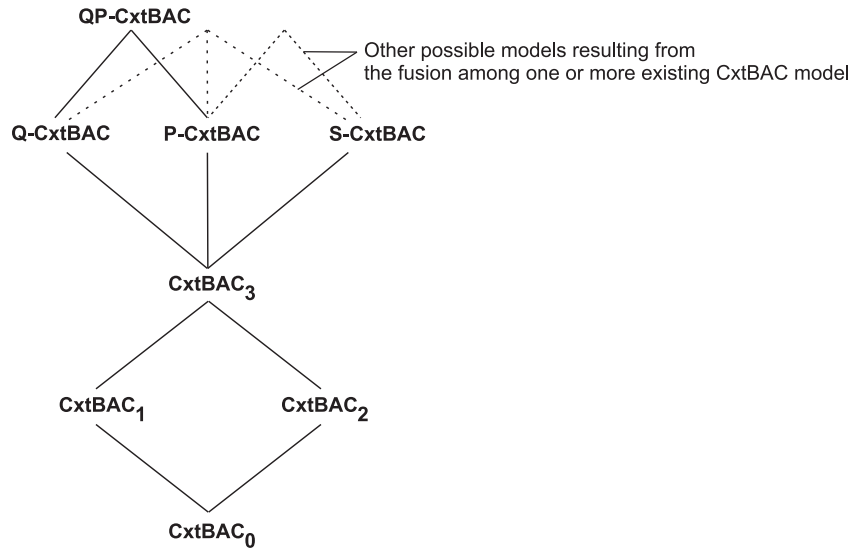 QP-CxtBAC
Other possible models resulting from
the fusion among one or more existing CxtBAC model
Q-CxtBAC P-CxtBAC S-CxtBAC
CxtBAC₃
CxtBAC₁ CxtBAC₂
CxtBAC₀